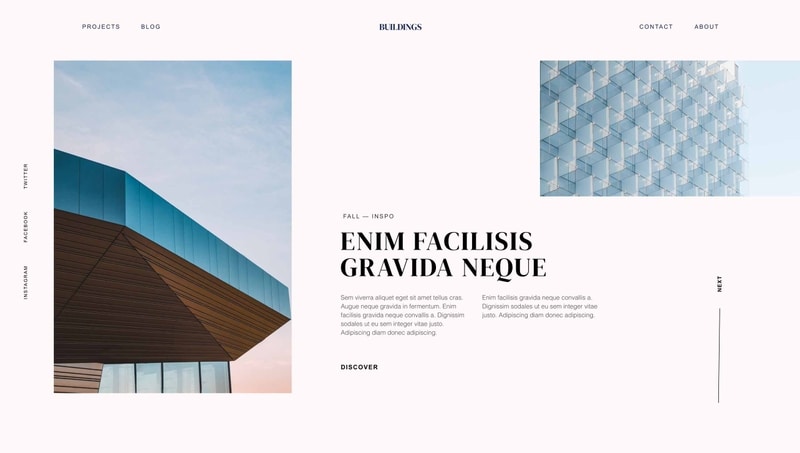 PROJECTS
BLOG
BUILDINGS
CONTACT
ABOUT
TWITTER
FACEBOOK
INSTAGRAM
FALL — INSPO
ENIM FACILISIS
GRAVIDA NEQUE
Sem viverra aliquet eget sit amet tellus cras.
Augue neque gravida in fermentum. Enim
facilisis gravida neque convallis a. Dignissim
sodales ut eu sem integer vitae justo.
Adipiscing diam donec adipiscing.
Enim facilisis gravida neque convallis a.
Dignissim sodales ut eu sem integer vitae
justo. Adipiscing diam donec adipiscing.
DISCOVER
NEXT